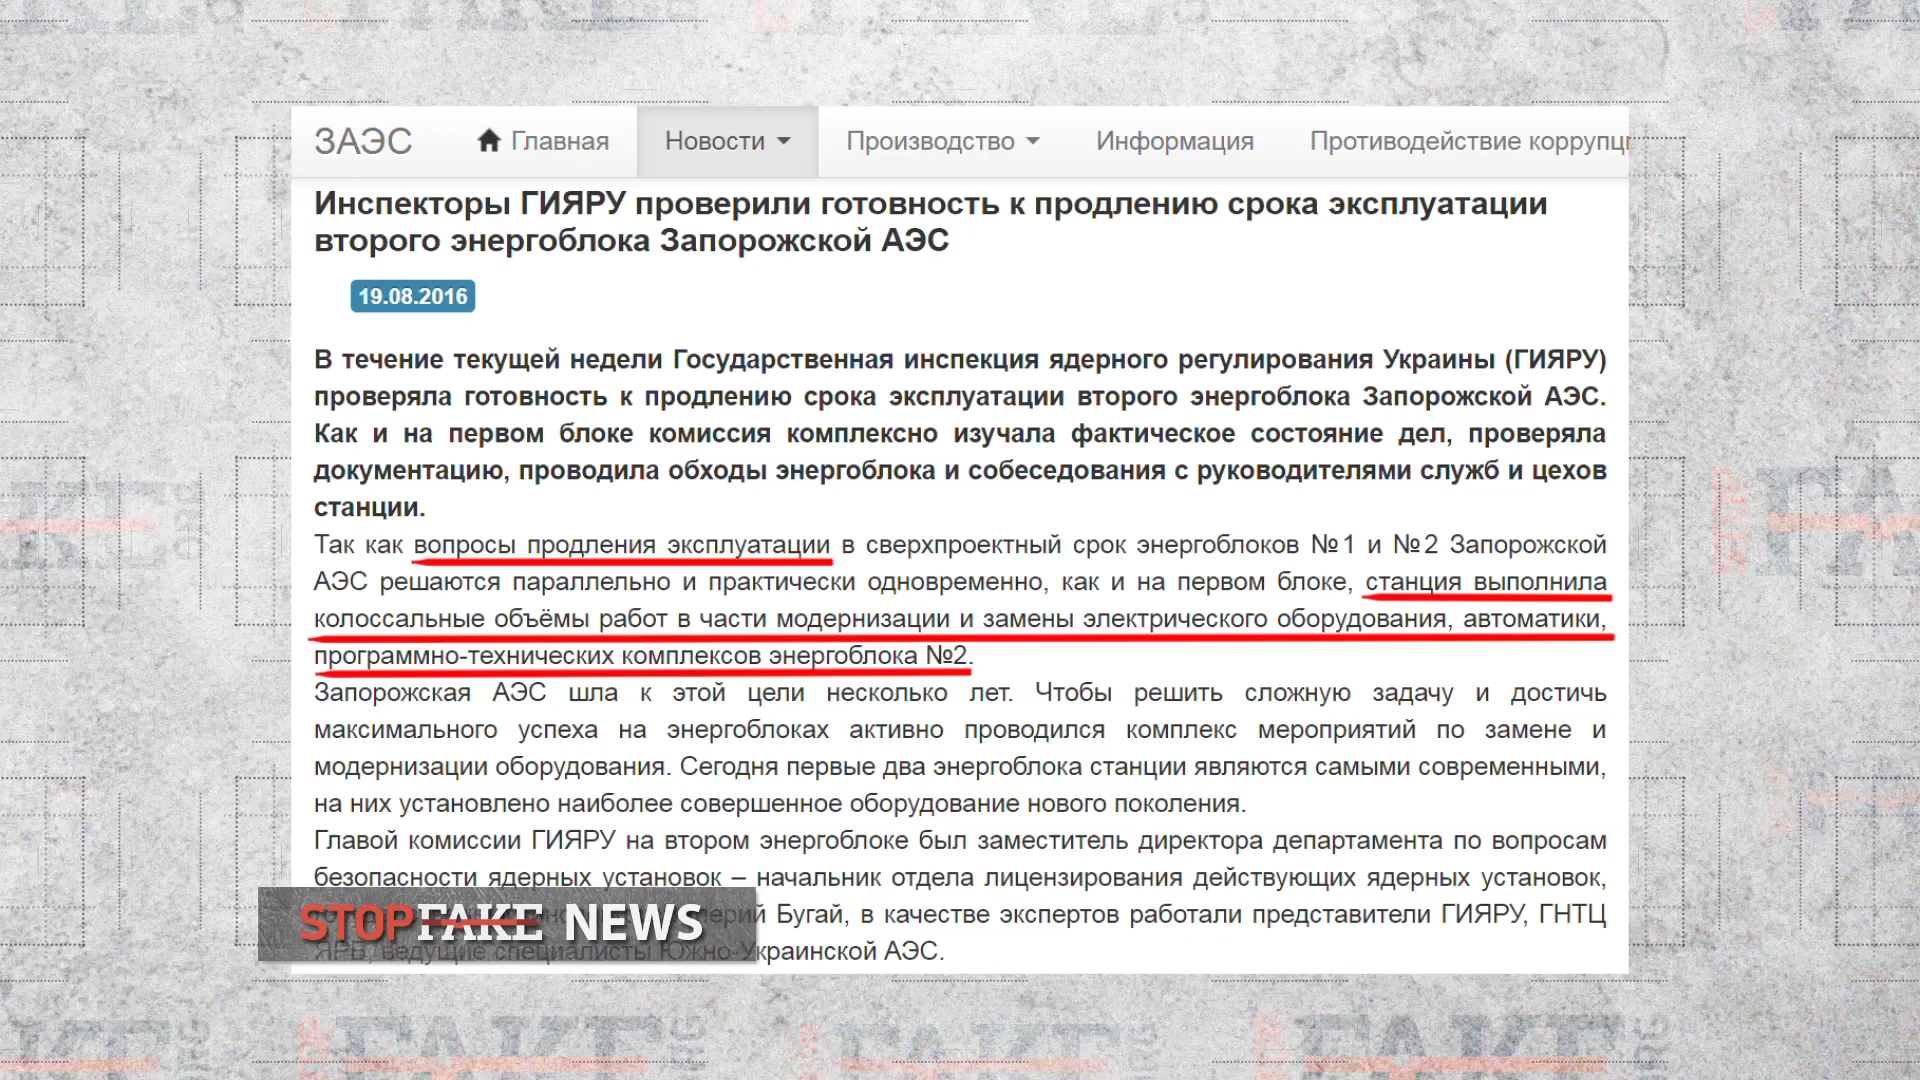 ЗАЭС Главная Новости Производство Информация Противодействие коррупци
Инспекторы ГИЯРУ проверили готовность к продлению срока эксплуатации
второго энергоблока Запорожской АЭС
19.08.2016
В течение текущей недели Государственная инспекция ядерного регулирования Украины (ГИЯРУ)
проверяла готовность к продлению срока эксплуатации второго энергоблока Запорожской АЭС.
Как и на первом блоке комиссия комплексно изучала фактическое состояние дел, проверяла
документацию, проводила обходы энергоблока и собеседования с руководителями служб и цехов
станции.
Так как вопросы продления эксплуатации в сверхпроектный срок энергоблоков №1 и №2 Запорожской
АЭС решаются параллельно и практически одновременно, как и на первом блоке, станция выполнила
колоссальные объёмы работ в части модернизации и замены электрического оборудования, автоматики,
программно-технических комплексов энергоблока №2.
Запорожская АЭС шла к этой цели несколько лет. Чтобы решить сложную задачу и достичь
максимального успеха на энергоблоках активно проводился комплекс мероприятий по замене и
модернизации оборудования. Сегодня первые два энергоблока станции являются самыми современными,
на них установлено наиболее совершенное оборудование нового поколения.
Главой комиссии ГИЯРУ на втором энергоблоке был заместитель директора департамента по вопросам
безопасности ядерных установок – начальник отдела лицензирования действующих ядерных установок,
Бугай, в качестве экспертов работали представители ГИЯРУ, ГНТЦ
ЯРБ, ведущие специалисты Южно-Украинской АЭС.
STOPFAKE NEWS